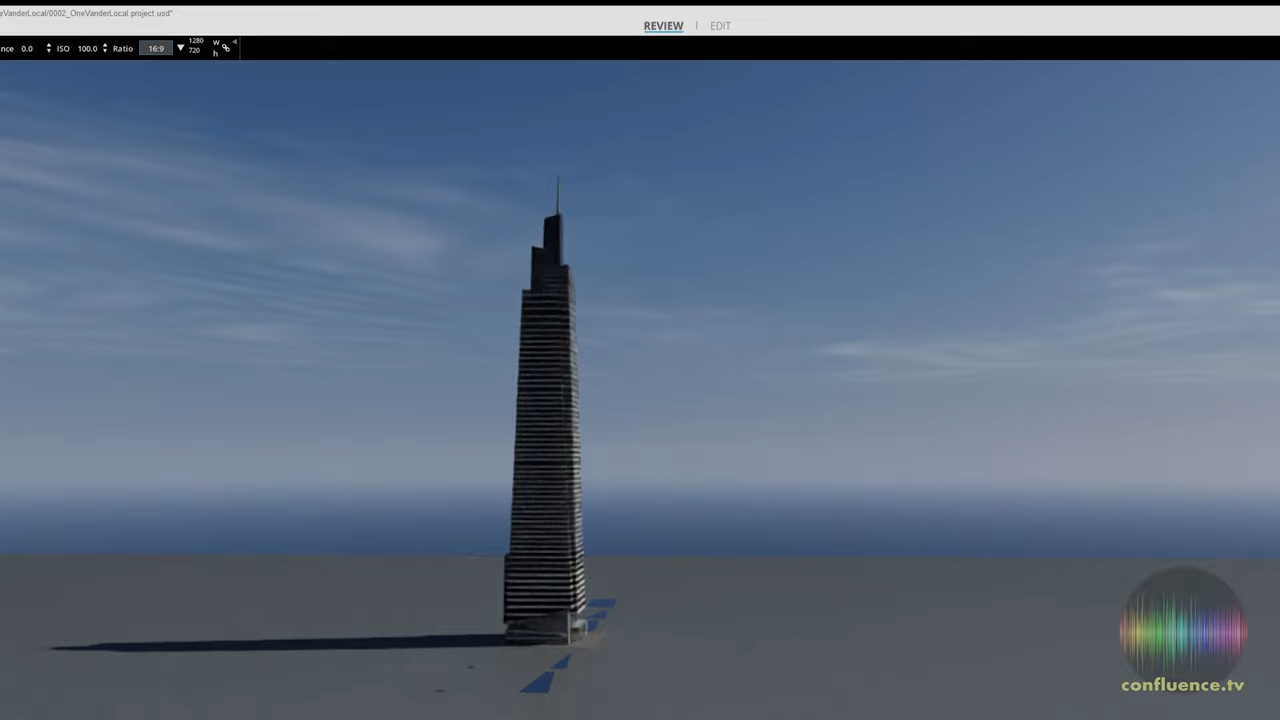 eVanderLocal/0002_OneVanderLocal.project.usd*
REVIEW | EDIT
nce 0.0 ISO 100.0 Ratio 16:9 1280 720 w h
confluence.tv